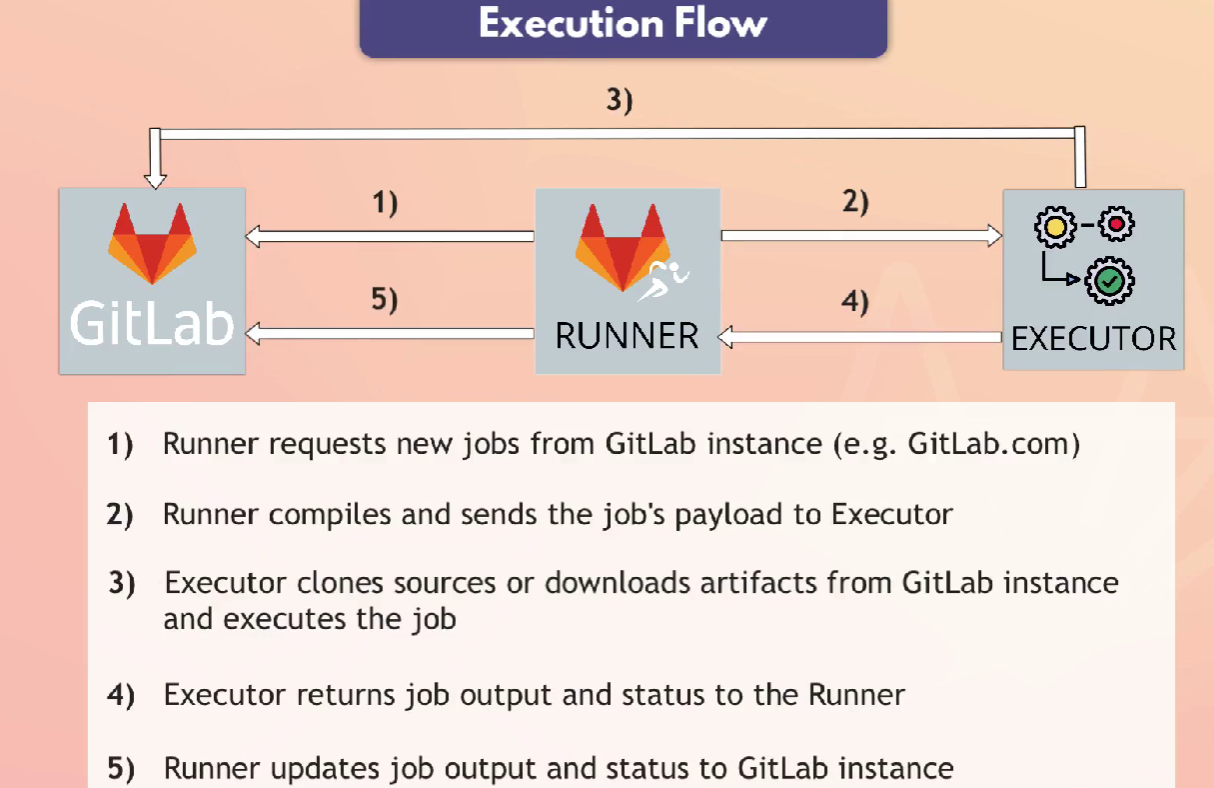 Execution Flow
3)
1)
2)
5)
4)
GitLab
RUNNER
EXECUTOR
1) Runner requests new jobs from GitLab instance (e.g. GitLab.com)
2) Runner compiles and sends the job's payload to Executor
3) Executor clones sources or downloads artifacts from GitLab instance
and executes the job
4) Executor returns job output and status to the Runner
5) Runner updates job output and status to GitLab instance